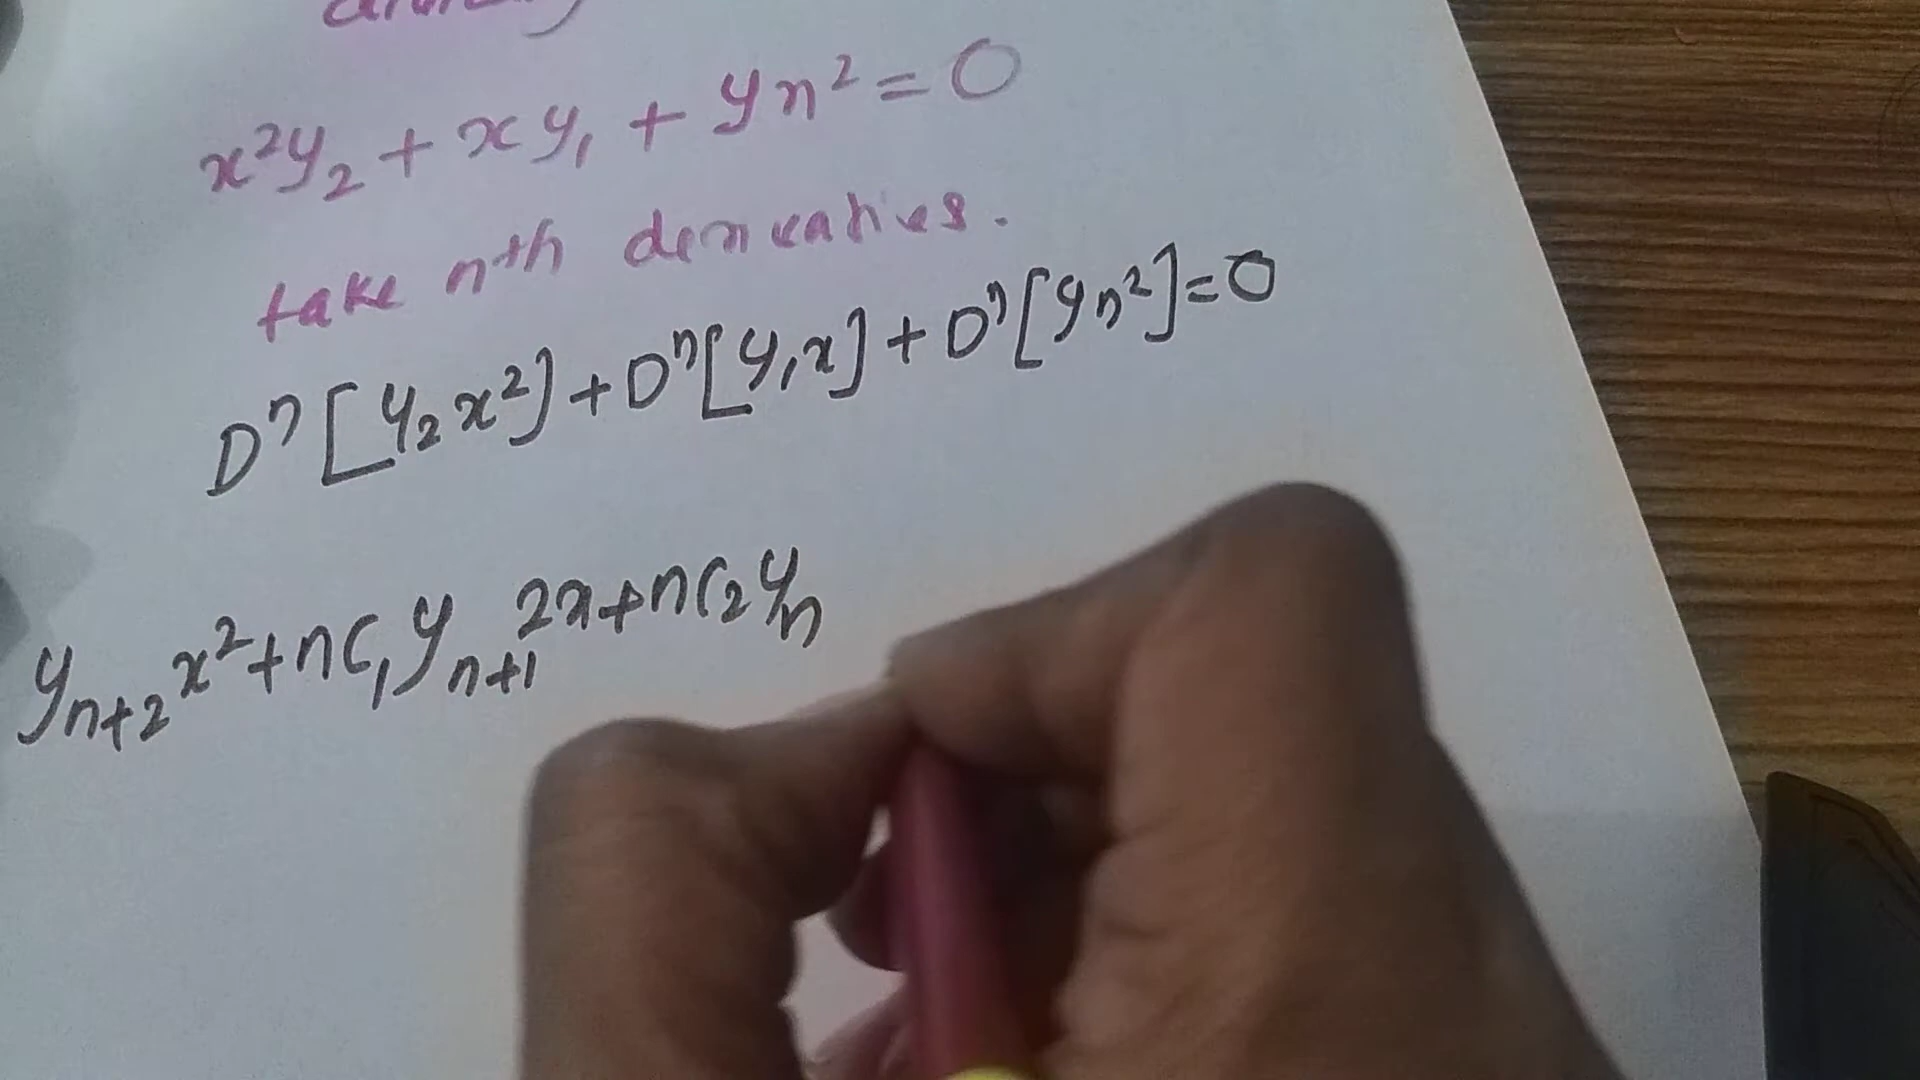 x²y₂ + xy₁ + yn² = 0
take nth derivatives.
Dⁿ[y₂x²] + Dⁿ[y₁x] + Dⁿ[yn²] = 0
yₙ₊₂x² + nC₁yₙ₊₁2x + nC₂yₙ